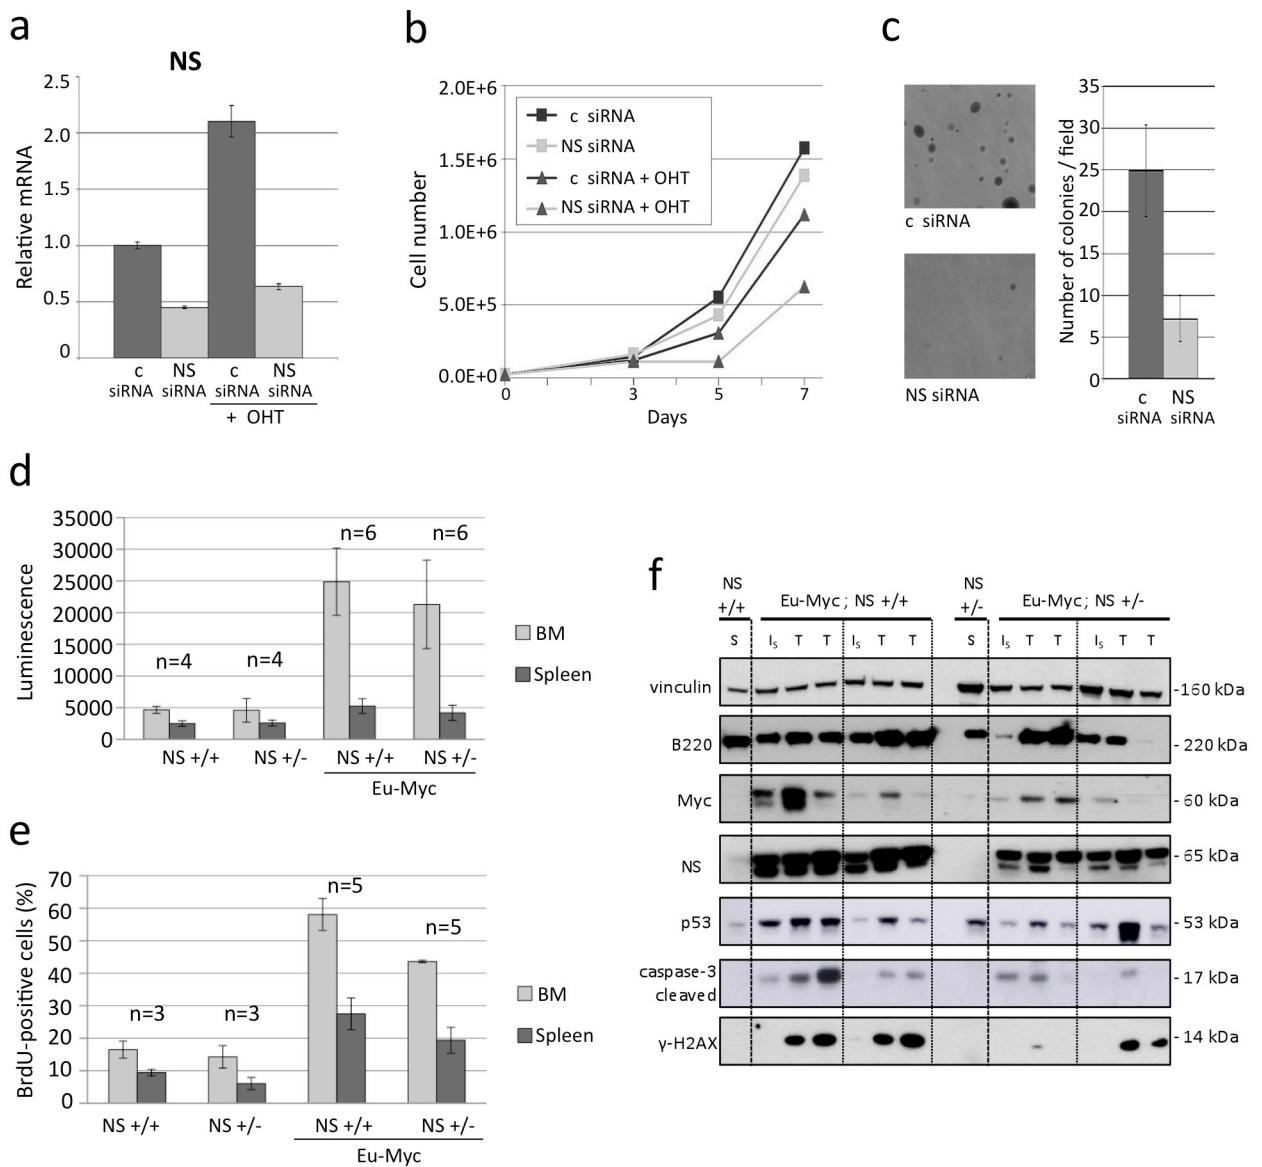 a
NS
Relative mRNA
2.5
2.0
1.5
1.0
0.5
0
c
siRNA
NS
siRNA
c
siRNA
NS
siRNA
+ OHT
b
Cell number
2.0E+6
1.5E+6
1.0E+6
5.0E+5
0.0E+0
c siRNA
NS siRNA
c siRNA + OHT
NS siRNA + OHT
0
3
5
7
Days
c
c siRNA
NS siRNA
Number of colonies / field
35
30
25
20
15
10
5
0
c
siRNA
NS
siRNA
d
Luminescence
35000
30000
25000
20000
15000
10000
5000
0
n=4
n=4
n=6
n=6
BM
Spleen
NS +/+
NS +/-
NS +/+
NS +/-
Eu-Myc
e
BrdU-positive cells (%)
70
60
50
40
30
20
10
0
n=3
n=3
n=5
n=5
BM
Spleen
NS +/+
NS +/-
NS +/+
NS +/-
Eu-Myc
f
NS
+/+
Eu-Myc ; NS +/+
NS
+/-
Eu-Myc; NS +/-
S IS T T IS T T S IS T T IS T T
vinculin
-160 kDa
B220
- 220 kDa
Myc
- 60 kDa
NS
- 65 kDa
p53
- 53 kDa
caspase-3
cleaved
- 17 kDa
γ-H2AX
- 14 kDa